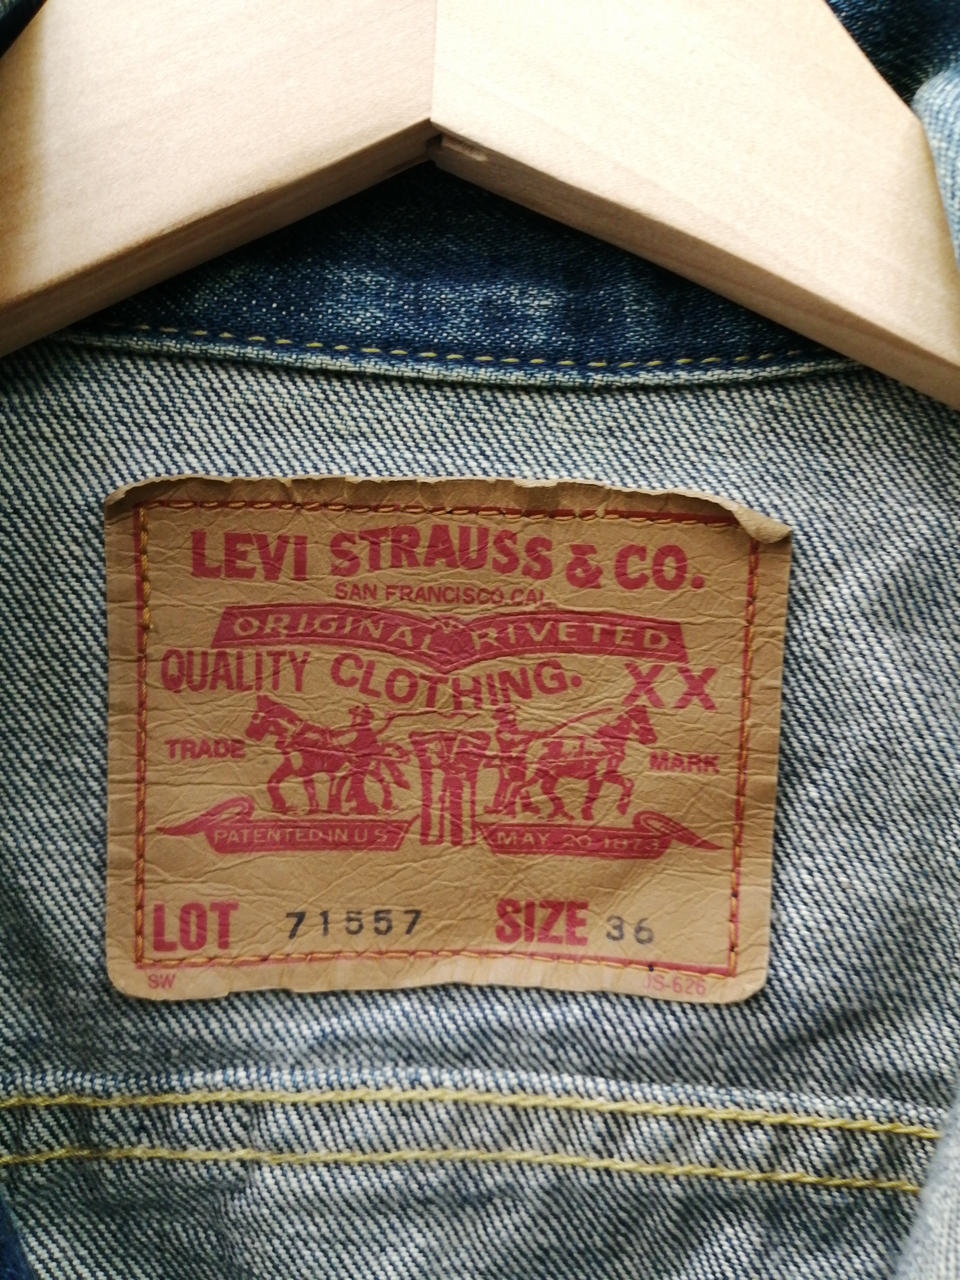 LEVI STRAUSS & CO.
SAN FRANCISCO, CAL.
ORIGINAL RIVETED
QUALITY CLOTHING. XX
TRADE MARK
PATENTED IN U S MAY 20 1873
LOT 71557 SIZE 36
SW JS-626